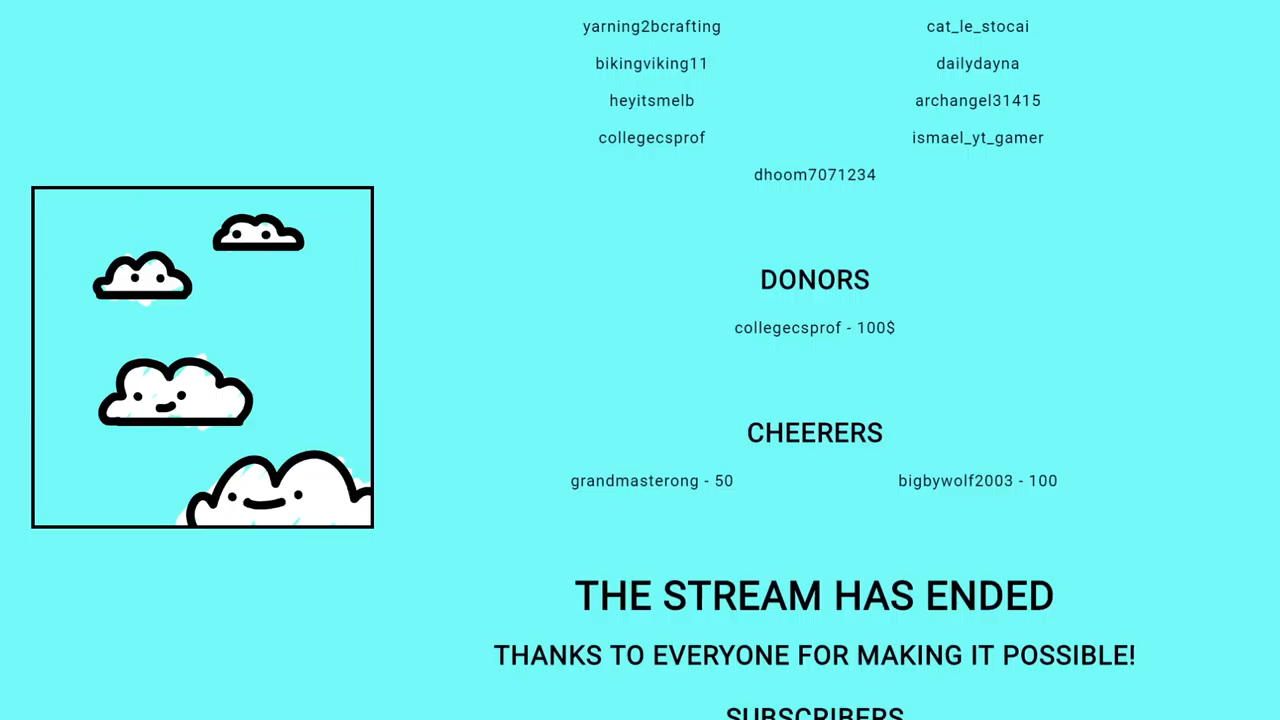 yarning2bcrafting cat_le_stocai
bikingviking11 dailydayna
heyitsmelb archangel31415
collegecsprof ismael_yt_gamer
dhoom7071234
DONORS
collegecsprof - 100$
CHEERERS
grandmasterong - 50 bigbywolf2003 - 100
THE STREAM HAS ENDED
THANKS TO EVERYONE FOR MAKING IT POSSIBLE!
SUBSCRIBERS